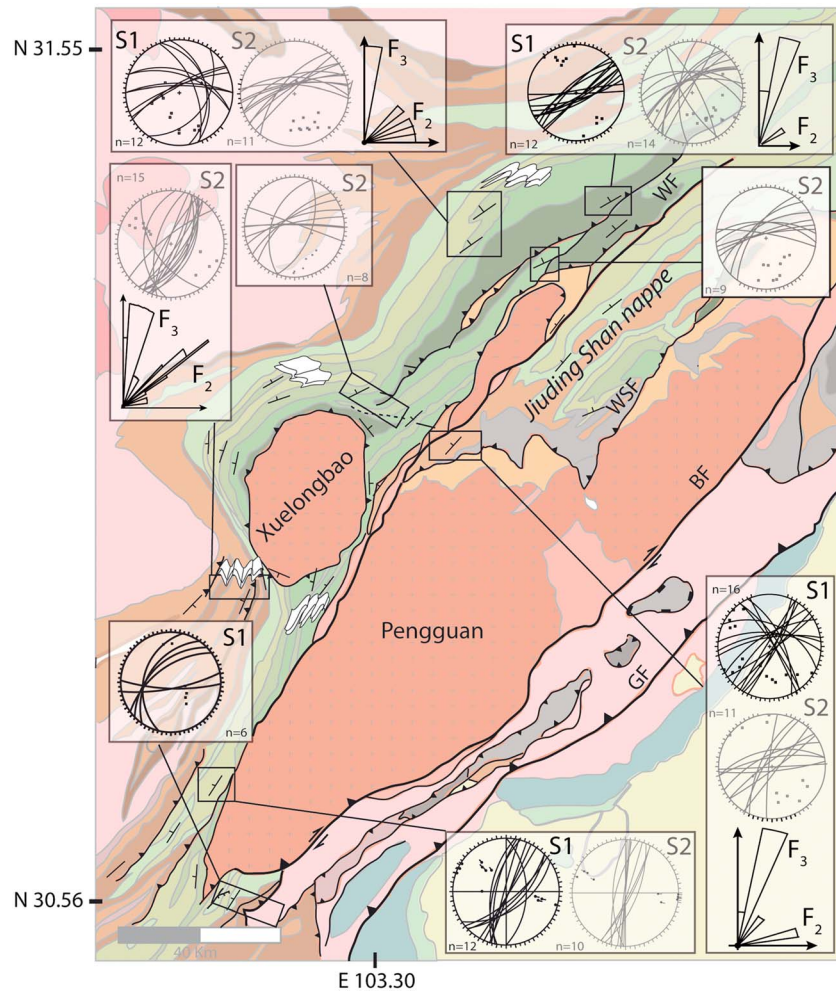 N 31.55
S1
S2
n=12
n=11
F3
F2
S1
S2
n=12
n=14
F3
F2
n=15
S2
F3
F2
S2
n=8
S2
n=9
WF
Jiuding Shan nappe
WSF
Xuelongbao
BF
Pengguan
GF
n=16
S1
n=11
S2
F3
F2
S1
n=6
S1
S2
n=12
n=10
N 30.56
40 Km
E 103.30